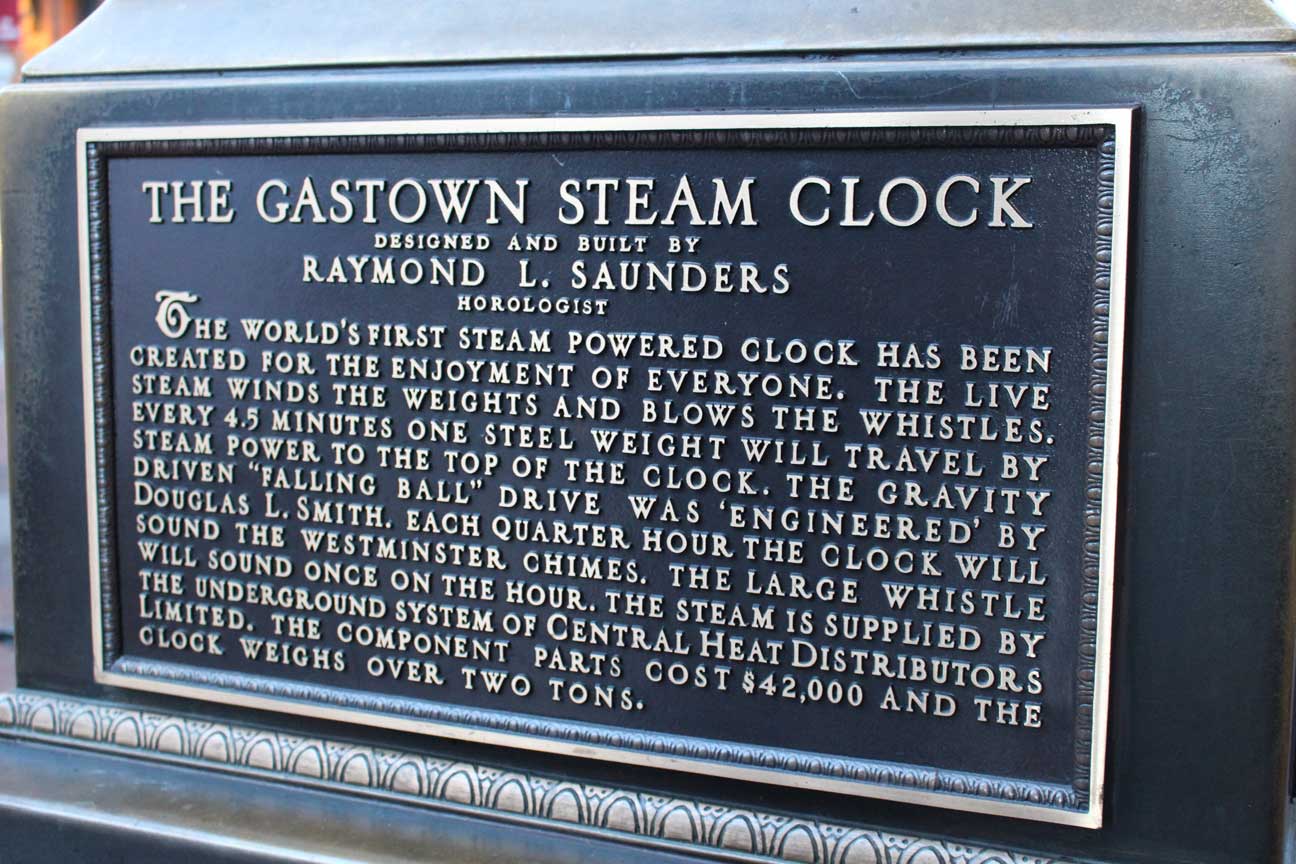 THE GASTOWN STEAM CLOCK
DESIGNED AND BUILT BY
RAYMOND L. SAUNDERS
HOROLOGIST
THE WORLD'S FIRST STEAM POWERED CLOCK HAS BEEN
CREATED FOR THE ENJOYMENT OF EVERYONE. THE LIVE
STEAM WINDS THE WEIGHTS AND BLOWS THE WHISTLES.
EVERY 4.5 MINUTES ONE STEEL WEIGHT WILL TRAVEL BY
STEAM POWER TO THE TOP OF THE CLOCK. THE GRAVITY
DRIVEN "FALLING BALL" DRIVE WAS 'ENGINEERED' BY
DOUGLAS L. SMITH. EACH QUARTER HOUR THE CLOCK WILL
SOUND THE WESTMINSTER CHIMES. THE LARGE WHISTLE
WILL SOUND ONCE ON THE HOUR. THE STEAM IS SUPPLIED BY
THE UNDERGROUND SYSTEM OF CENTRAL HEAT DISTRIBUTORS
LIMITED. THE COMPONENT PARTS COST $42,000 AND THE
CLOCK WEIGHS OVER TWO TONS.